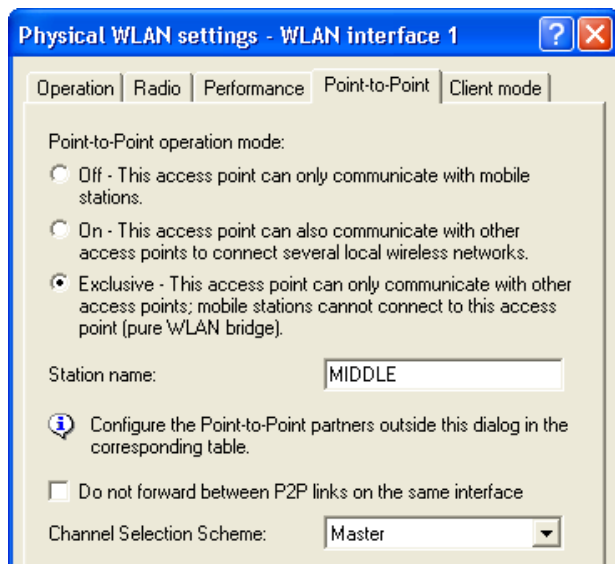 Physical WLAN settings - WLAN interface 1
Operation Radio Performance Point-to-Point Client mode
Point-to-Point operation mode:
Off - This access point can only communicate with mobile
stations.
On - This access point can also communicate with other
access points to connect several local wireless networks.
Exclusive - This access point can only communicate with other
access points; mobile stations cannot connect to this access
point (pure WLAN bridge).
Station name: MIDDLE
Configure the Point-to-Point partners outside this dialog in the
corresponding table.
Do not forward between P2P links on the same interface
Channel Selection Scheme: Master